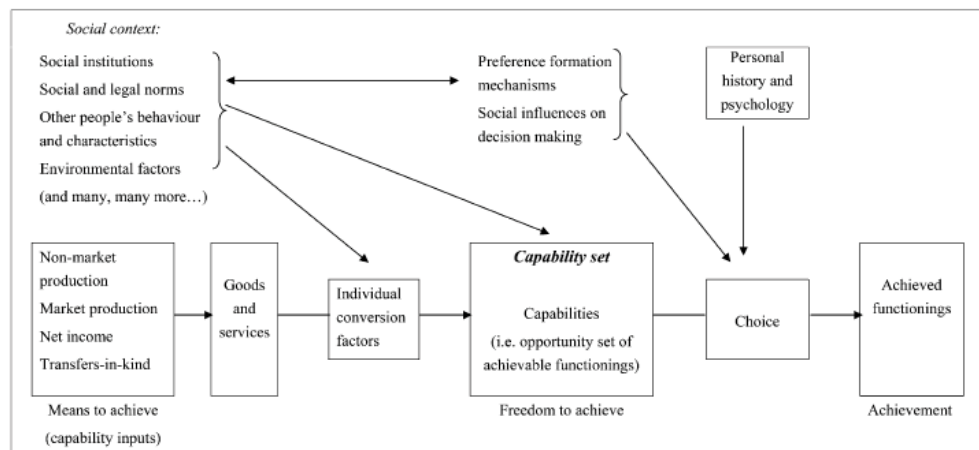 Social context:
Social institutions
Social and legal norms
Other people's behaviour
and characteristics
Environmental factors
(and many, many more…)
Preference formation
mechanisms
Social influences on
decision making
Personal
history and
psychology
Non-market
production
Market production
Net income
Transfers-in-kind
Means to achieve
(capability inputs)
Goods
and
services
Individual
conversion
factors
Capability set
Capabilities
(i.e. opportunity set of
achievable functionings)
Freedom to achieve
Choice
Achieved
functionings
Achievement